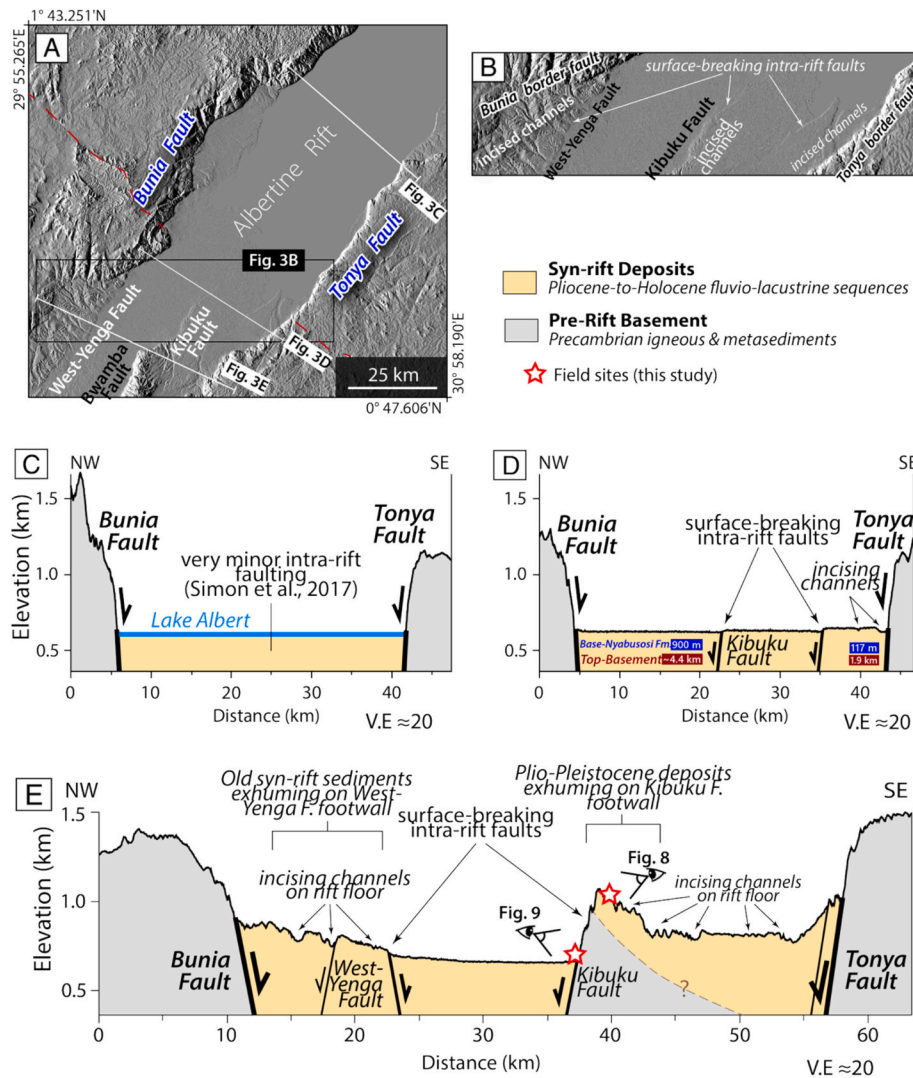 1° 43.251'N
29° 55.265'E
A
Bunia Fault
Albertine Rift
Fig. 3C
Fig. 3B
Tonya Fault
West-Yenga Fault
Bwamba
Fault
Kibuku
Fault
Fig. 3D
Fig. 3E
25 km
30° 58.190'E
0° 47.606'N
B
Bunia border fault
surface-breaking intra-rift faults
incised channels
West-Yenga Fault
Kibuku Fault
incised
channels
incised channels
Tonya border fault
Syn-rift Deposits
Pliocene-to-Holocene fluvio-lacustrine sequences
Pre-Rift Basement
Precambrian igneous & metasediments
Field sites (this study)
C
NW
SE
Elevation (km)
1.5
1.0
0.5
Bunia
Fault
Tonya
Fault
very minor intra-rift
faulting
(Simon et al., 2017)
Lake Albert
0
10
20
30
40
Distance (km)
V.E ≈20
D
NW
SE
1.5
1.0
0.5
Bunia
Fault
Tonya
Fault
surface-breaking
intra-rift faults
incising
channels
Base-Nyabusosi Fm. 900 m
Top-Basement ~4.4 km
Kibuku
Fault
117 m
1.9 km
0
10
20
30
40
Distance (km)
V.E ≈20
E
NW
SE
Elevation (km)
1.5
1.0
0.5
Old syn-rift sediments
exhuming on West-
Yenga F. footwall
Plio-Pleistocene deposits
exhuming on Kibuku F.
footwall
surface-breaking
intra-rift faults
incising channels
on rift floor
Fig. 8
incising channels
on rift floor
Fig. 9
Bunia
Fault
West-
Yenga
Fault
Kibuku
Fault
?
Tonya
Fault
0
10
20
30
40
50
60
Distance (km)
V.E ≈20